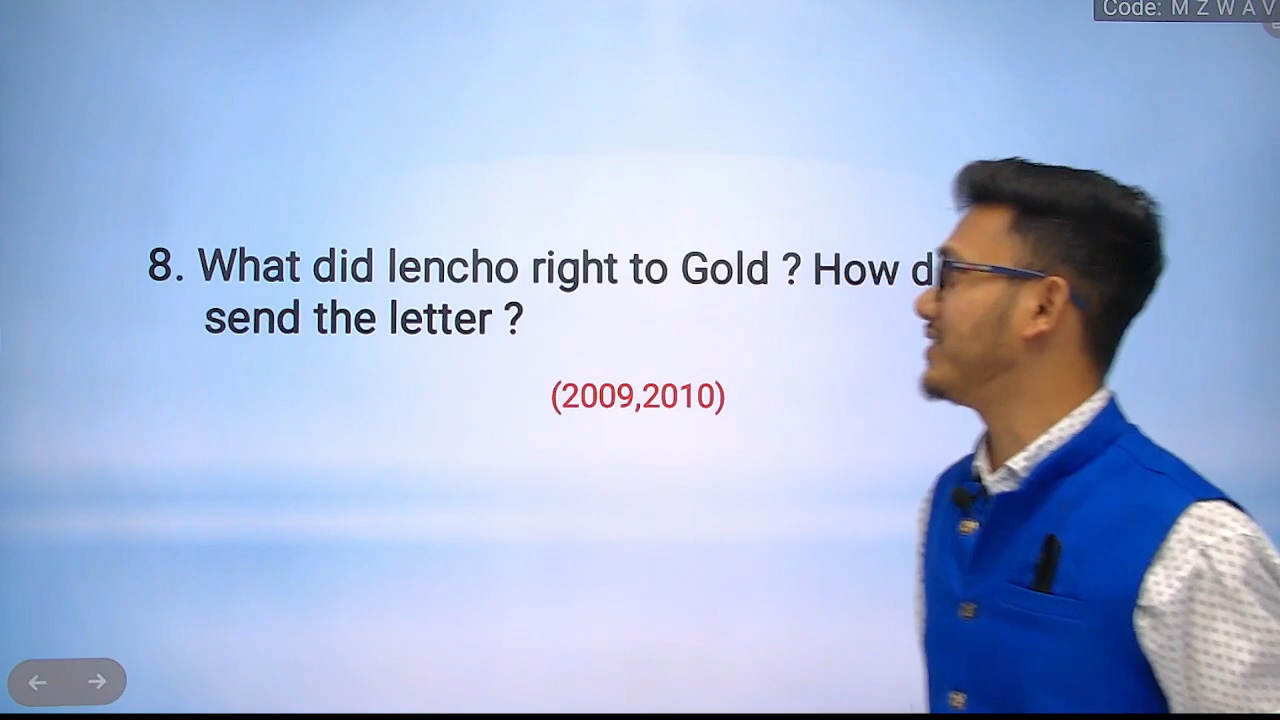 Code: M Z W A V
8. What did lencho right to Gold ? How
send the letter ?
(2009,2010)